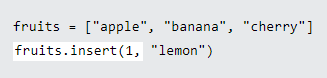 fruits = ["apple", "banana", "cherry"]
fruits.insert(1, "lemon")